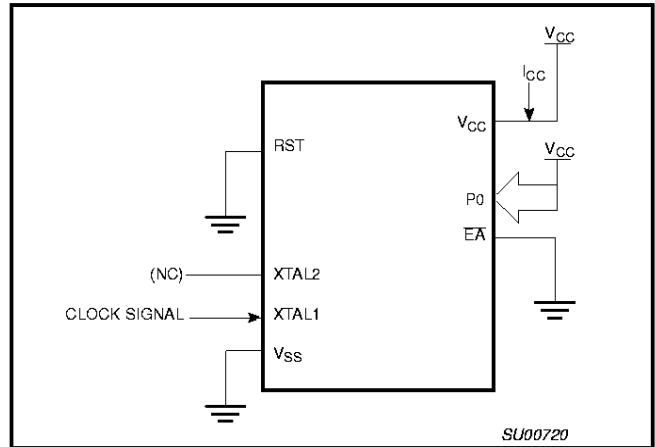 VCC
ICC
VCC
RST
VCC
P0
EA
(NC)
XTAL2
CLOCK SIGNAL
XTAL1
VSS
SU00720